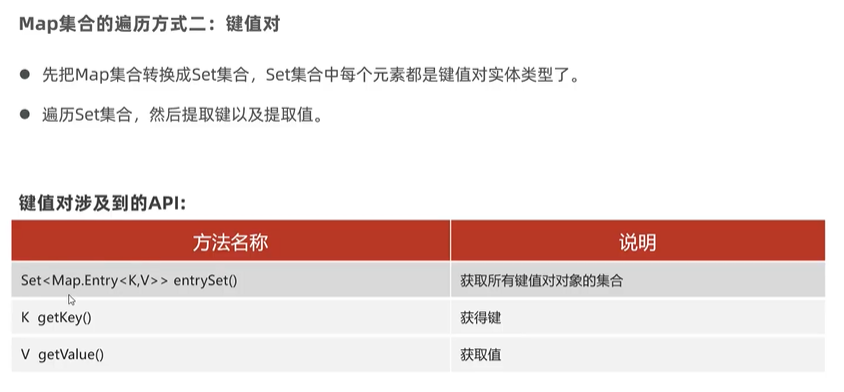 Map集合的遍历方式二：键值对
● 先把Map集合转换成Set集合，Set集合中每个元素都是键值对实体类型了。
● 遍历Set集合，然后提取键以及提取值。
键值对涉及到的API:
方法名称 说明
Set<Map.Entry<K,V>> entrySet() 获取所有键值对对象的集合
K getKey() 获得键
V getValue() 获取值